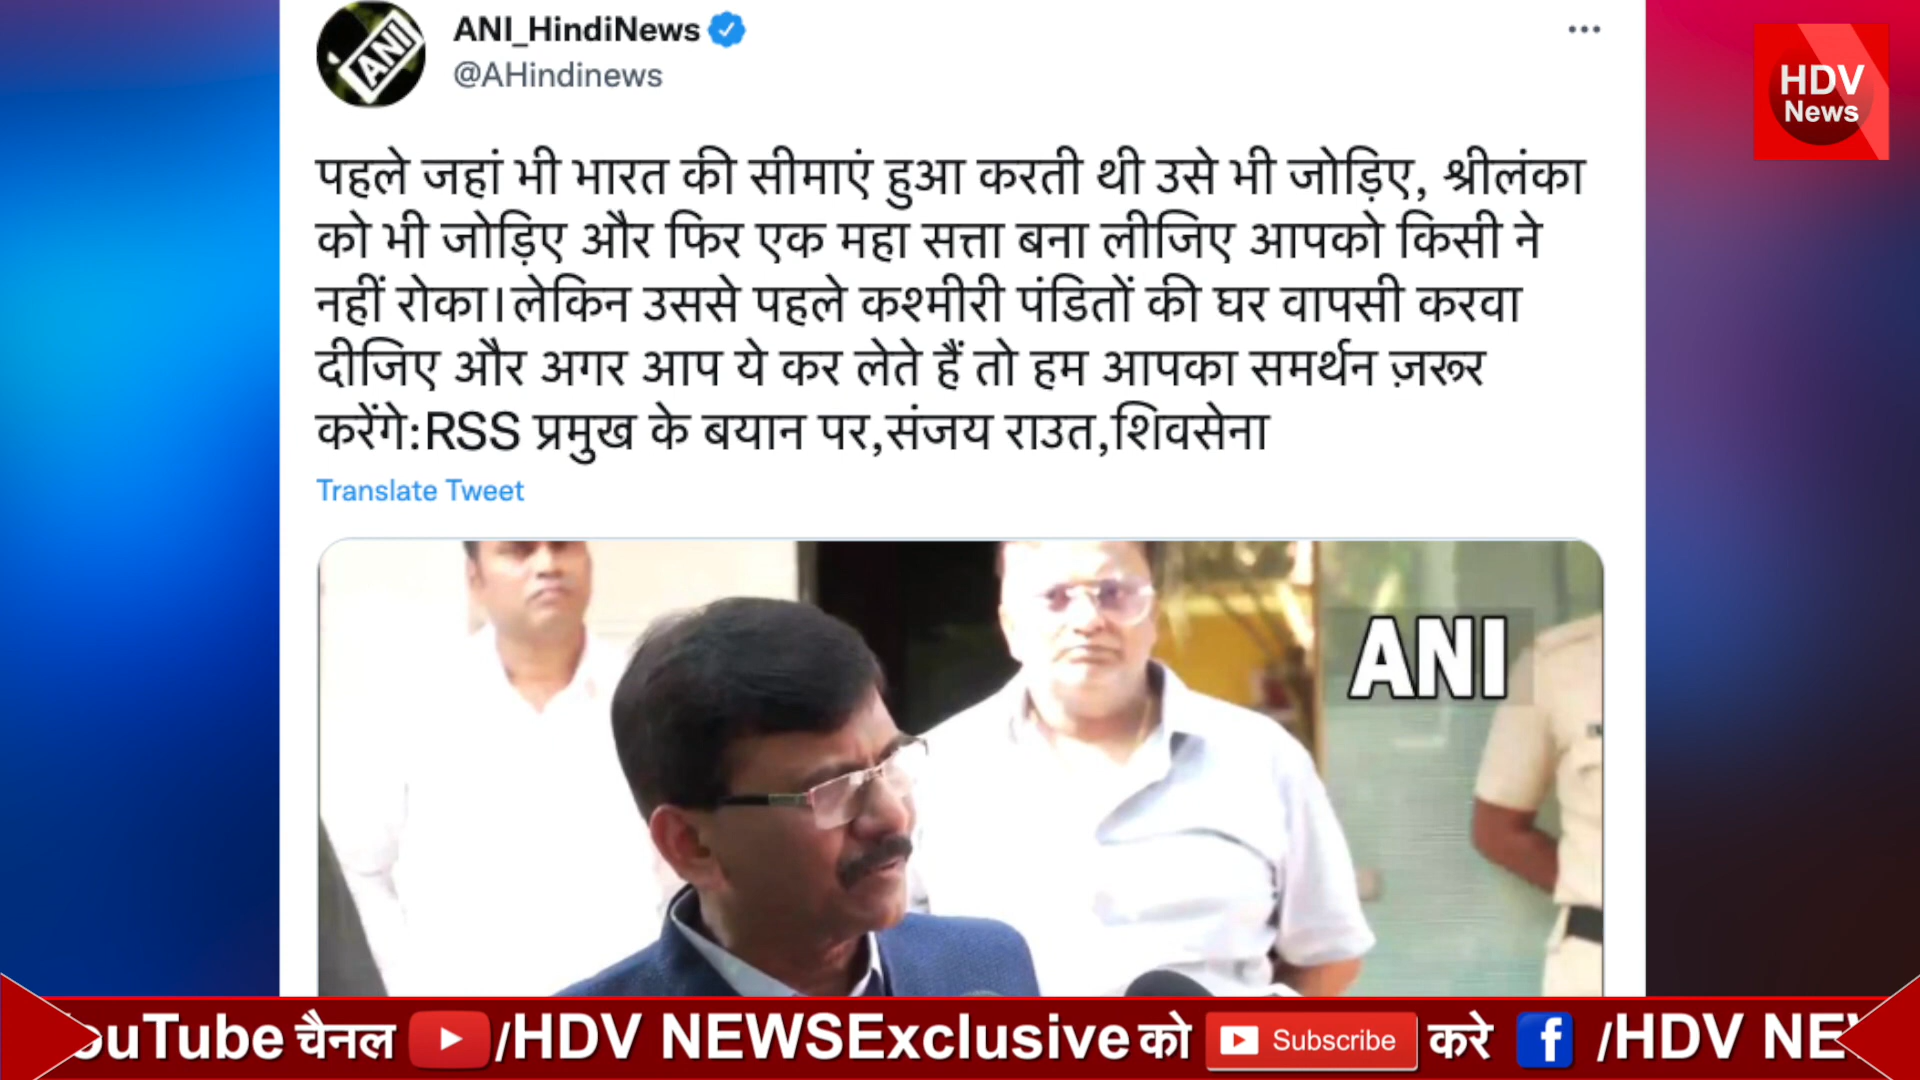 ANI
ANI_HindiNews
@AHindinews
HDV
News
पहले जहां भी भारत की सीमाएं हुआ करती थी उसे भी जोड़िए, श्रीलंका
को भी जोड़िए और फिर एक महा सत्ता बना लीजिए आपको किसी ने
नहीं रोका।लेकिन उससे पहले कश्मीरी पंडितों की घर वापसी करवा
दीजिए और अगर आप ये कर लेते हैं तो हम आपका समर्थन ज़रूर
करेंगे:RSS प्रमुख के बयान पर,संजय राउत,शिवसेना
Translate Tweet
ANI
ouTube चैनल /HDV NEWSExclusive को Subscribe करे f /HDV NE